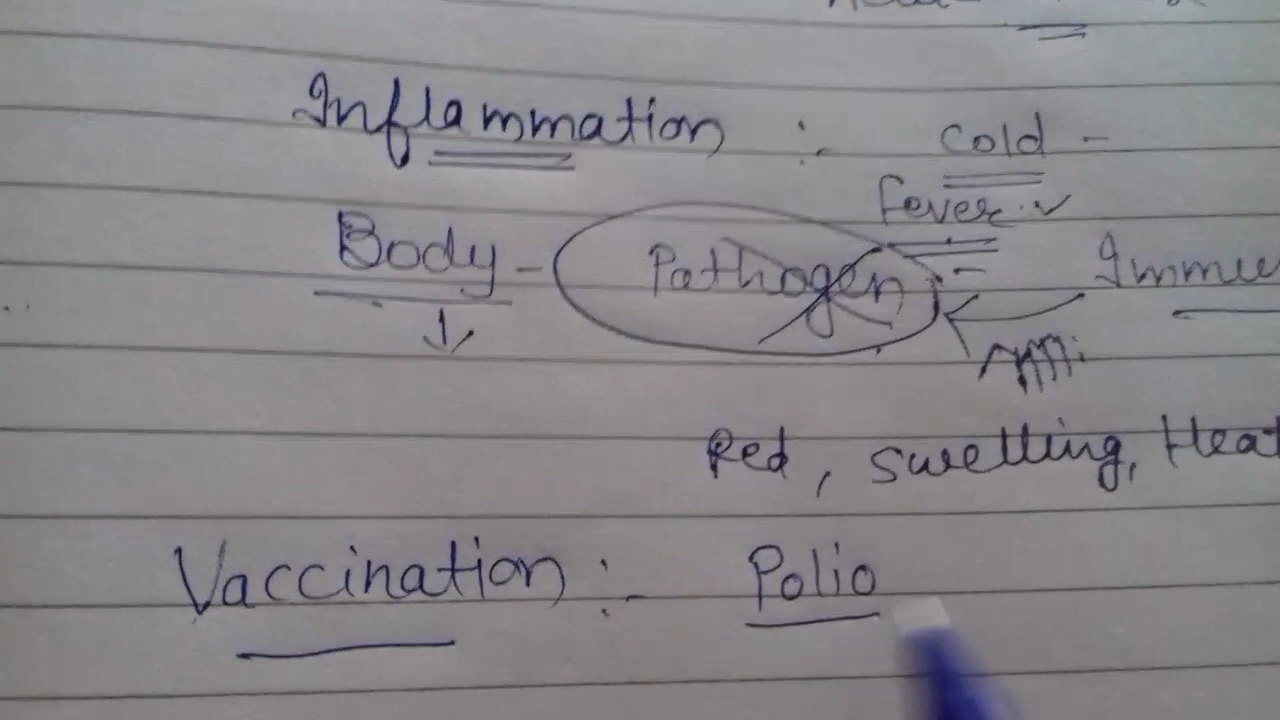 Inflammation :- Cold -
Fever.
Body - Pathogen - Immu
Red, Swelling, Heat
Vaccination :- Polio